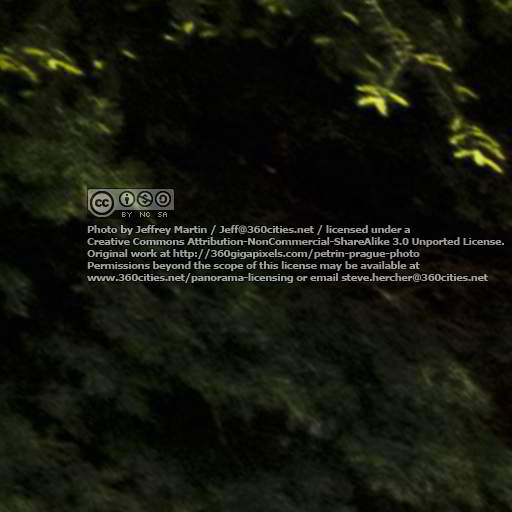 cc
BY NC SA
Photo by Jeffrey Martin / Jeff@360cities.net / licensed under a
Creative Commons Attribution-NonCommercial-ShareAlike 3.0 Unported License.
Original work at http://360gigapixels.com/petrin-prague-photo
Permissions beyond the scope of this license may be available at
www.360cities.net/panorama-licensing or email steve.hercher@360cities.net